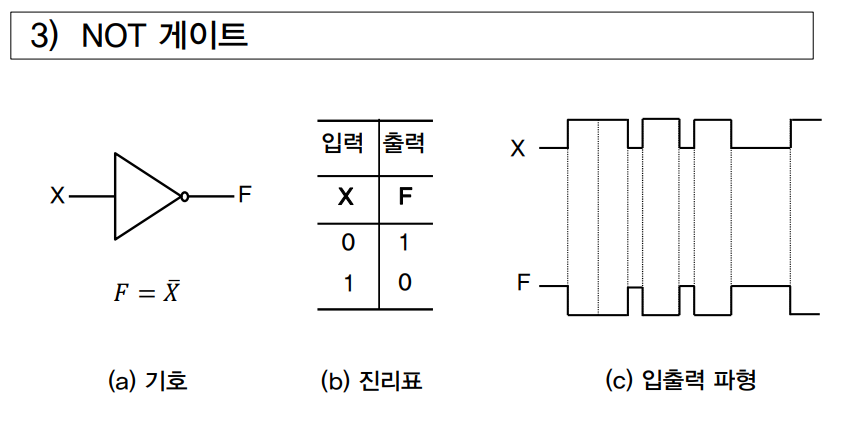 3) NOT 게이트
X
F
F = X̄
(a) 기호
입력 출력
X F
0 1
1 0
(b) 진리표
X
F
(c) 입출력 파형